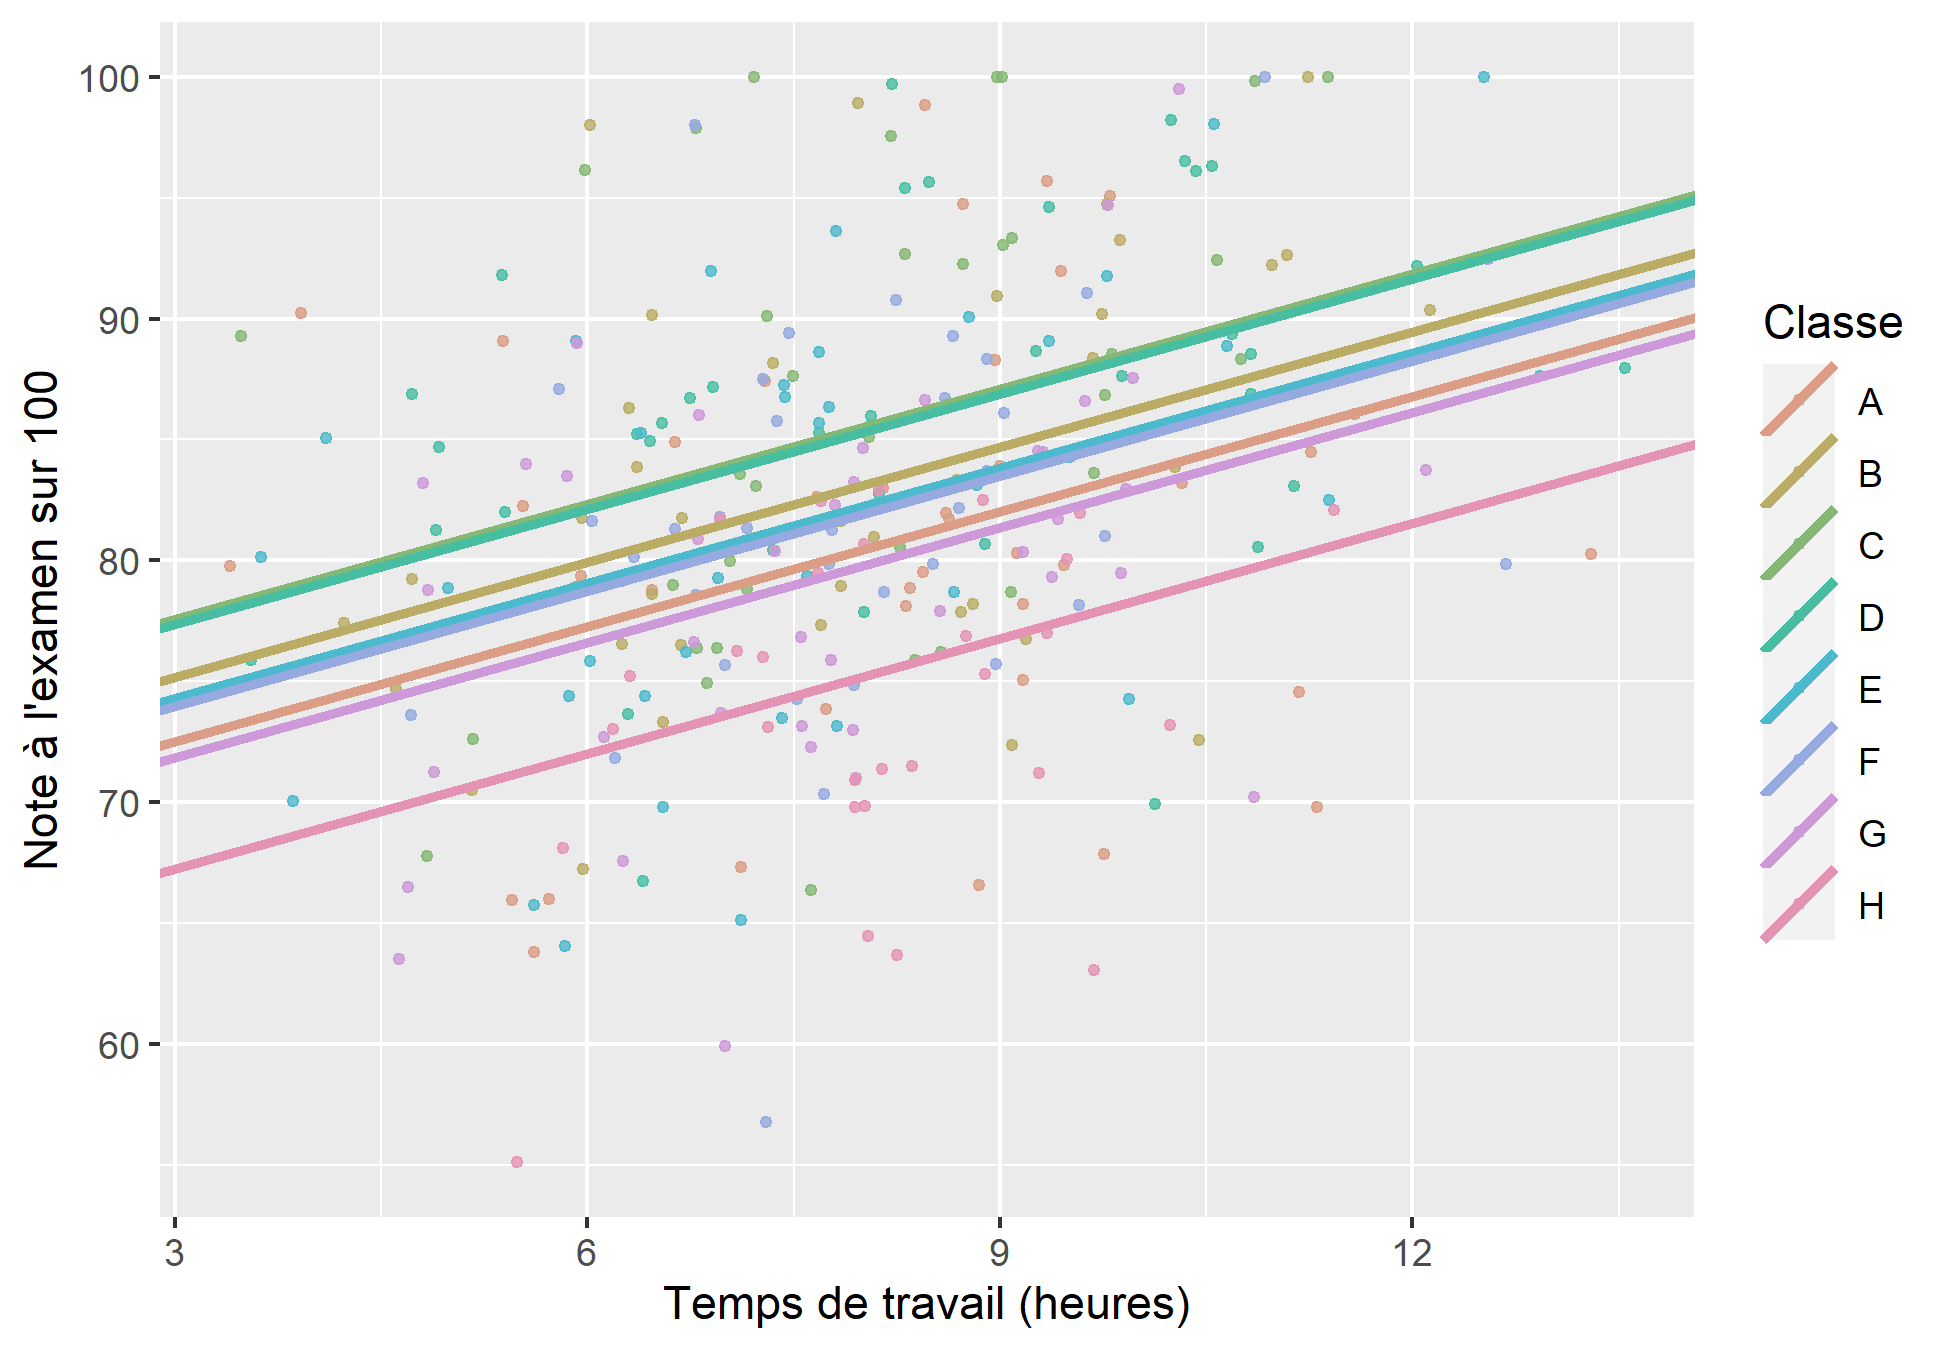 100
90
80
70
60
Note à l'examen sur 100
3 6 9 12
Temps de travail (heures)
Classe
A
B
C
D
E
F
G
H